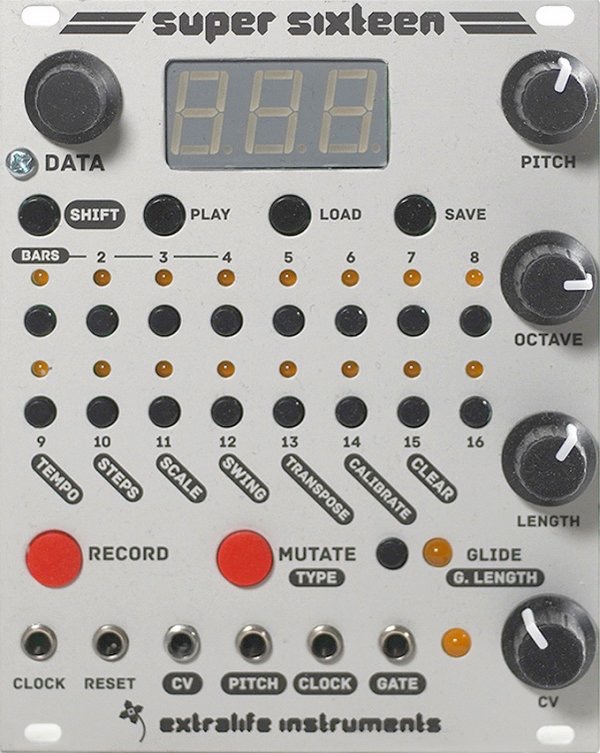 super sixteen
DATA
PITCH
SHIFT PLAY LOAD SAVE
BARS 2 3 4 5 6 7 8
OCTAVE
9 10 11 12 13 14 15 16
TEMPO STEPS SCALE SWING TRANSPOSE CALIBRATE CLEAR
LENGTH
RECORD MUTATE GLIDE
TYPE G. LENGTH
CLOCK RESET CV PITCH CLOCK GATE
CV
extralife instruments